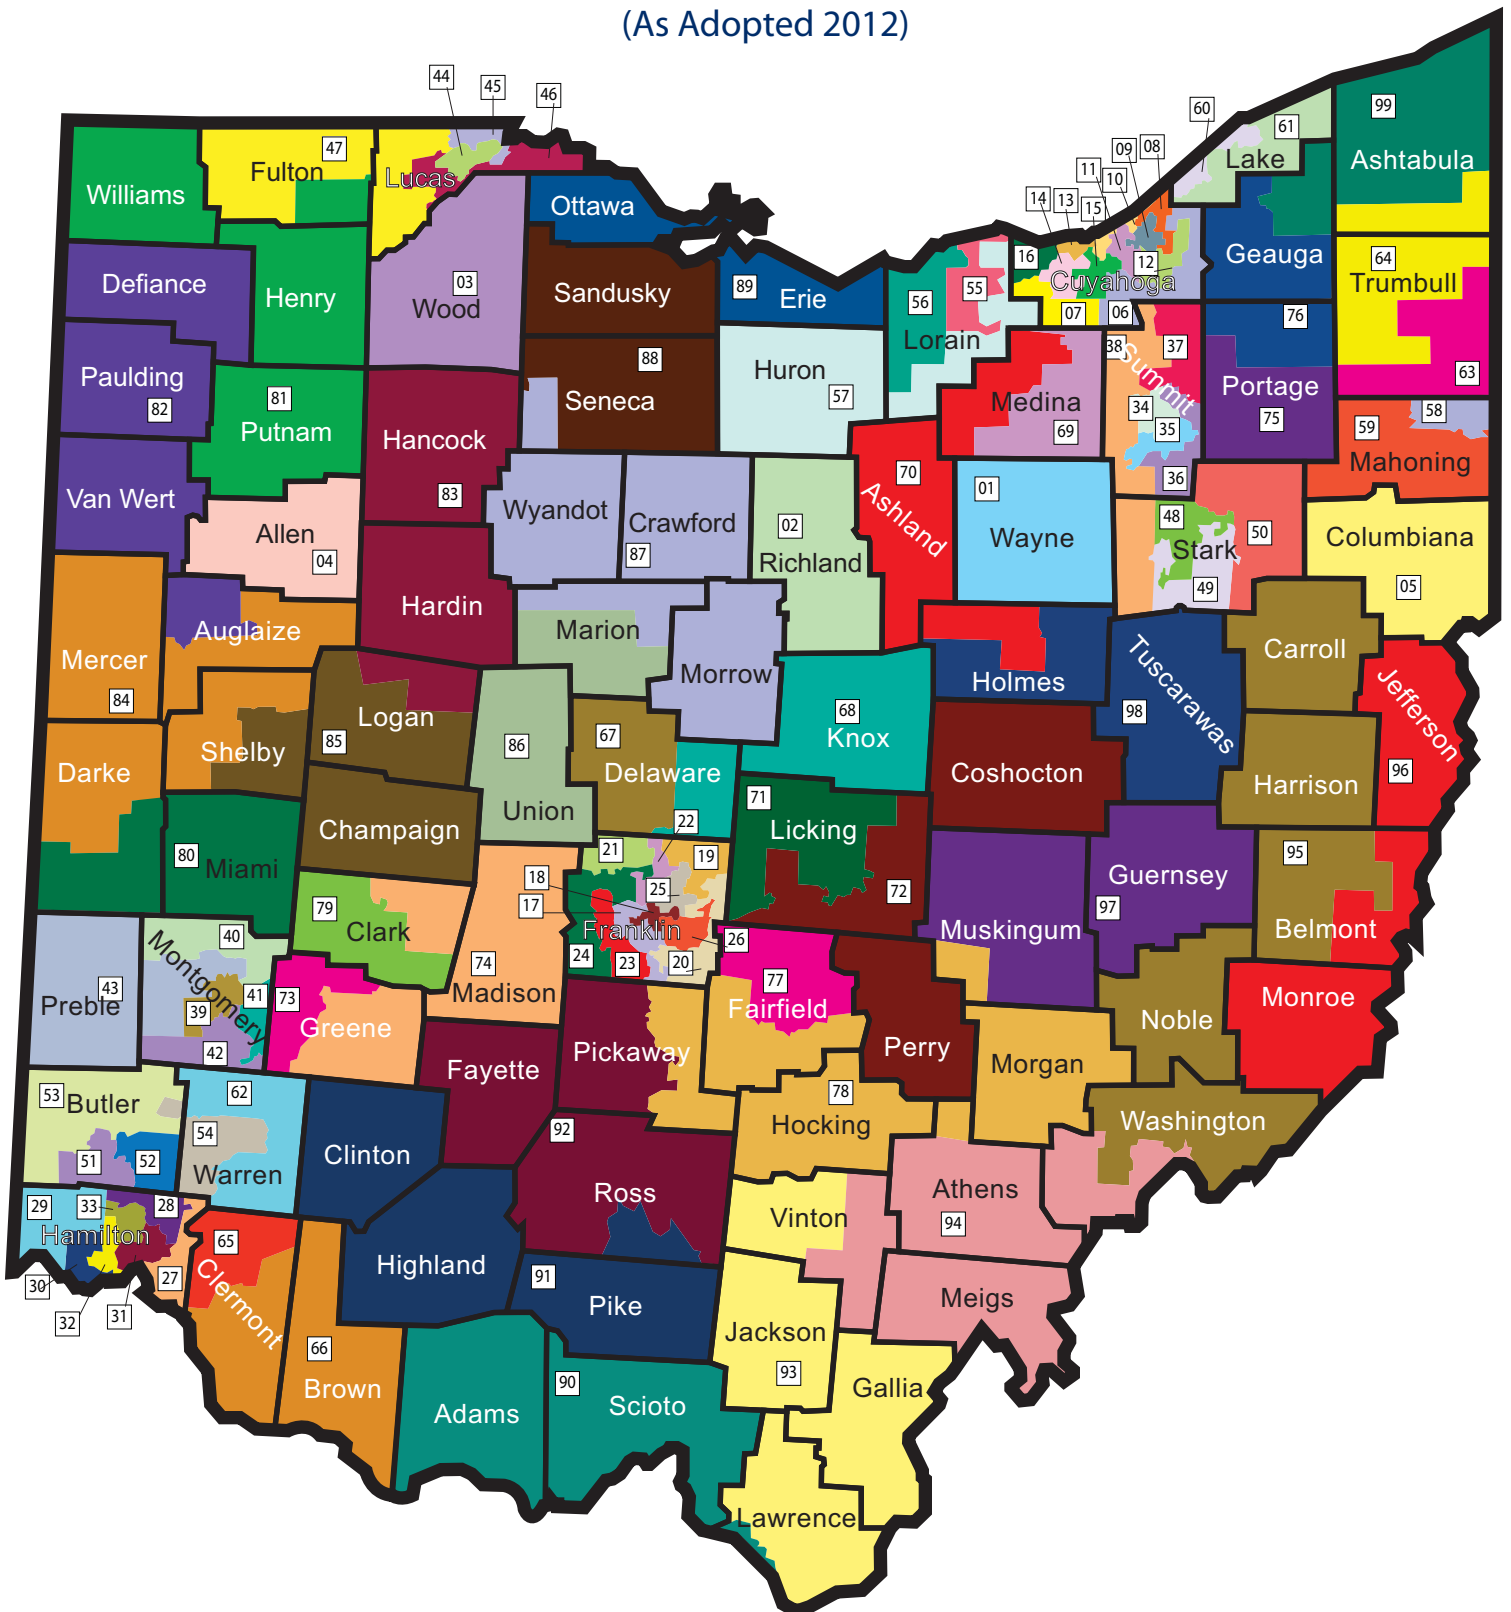 (As Adopted 2012)
44
45
46
60
61
99
47
Fulton
Lucas
Williams
Ottawa
Lake
Ashtabula
08
09
10
11
13
14
15
16
12
Cuyahoga
07
06
Geauga
64
Trumbull
63
Defiance
Henry
03
Wood
Sandusky
89
Erie
56
55
Lorain
76
Portage
75
Paulding
82
81
Putnam
Hancock
83
88
Seneca
Huron
57
Medina
69
38
37
Summit
34
35
36
58
59
Mahoning
Van Wert
Allen
04
Wyandot
Crawford
87
02
Richland
70
Ashland
01
Wayne
48
Stark
50
49
Columbiana
05
Mercer
84
Auglaize
Hardin
Marion
Morrow
Holmes
Tuscarawas
98
Carroll
Jefferson
96
Darke
Shelby
Logan
85
86
Union
67
Delaware
68
Knox
Coshocton
Harrison
80
Miami
Champaign
22
21
19
18
17
25
Franklin
24
23
20
26
71
Licking
72
Muskingum
Guernsey
97
95
Belmont
79
Clark
74
Madison
40
Montgomery
41
39
42
43
Preble
73
Greene
Fayette
Pickaway
77
Fairfield
Perry
Morgan
Noble
Monroe
53
Butler
51
52
62
54
Warren
Clinton
92
Ross
78
Hocking
Washington
29
33
28
Hamilton
30
32
31
27
65
Clermont
Highland
91
Pike
Vinton
Athens
94
Meigs
66
Brown
Adams
90
Scioto
Jackson
93
Gallia
Lawrence